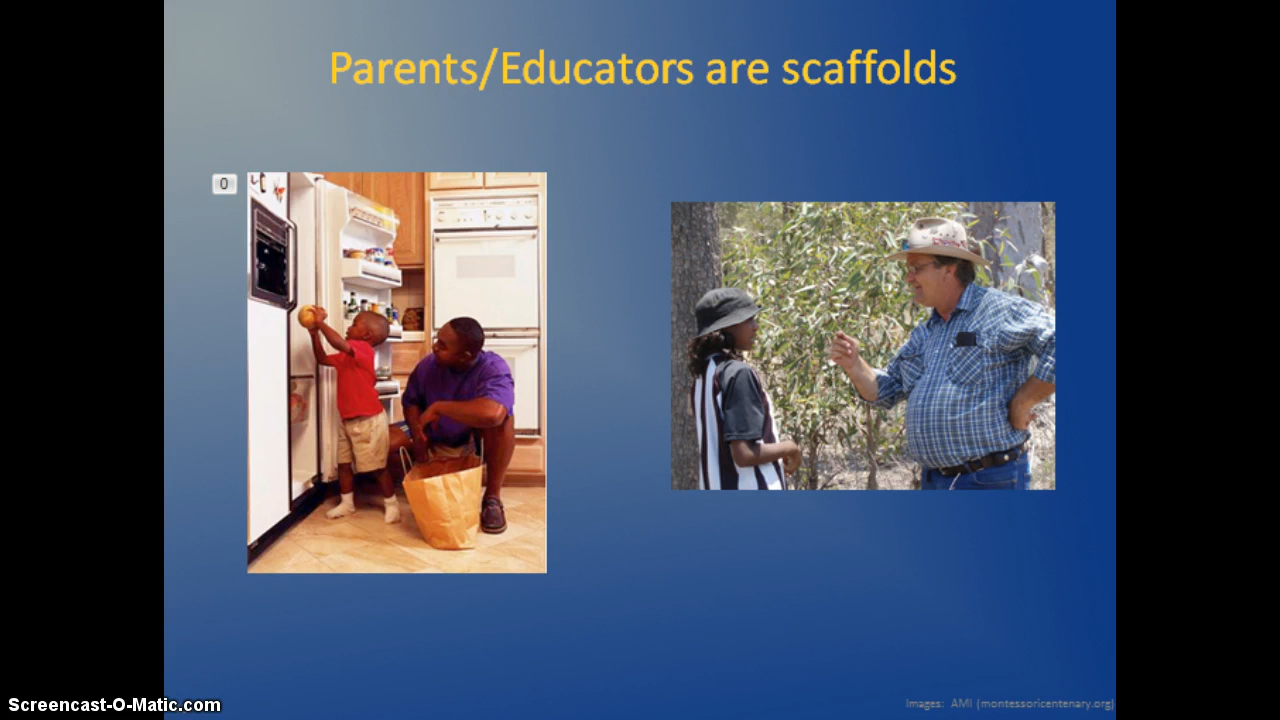 Parents/Educators are scaffolds
0
Images: AMI (montessoricentenary.org)
Screencast-O-Matic.com